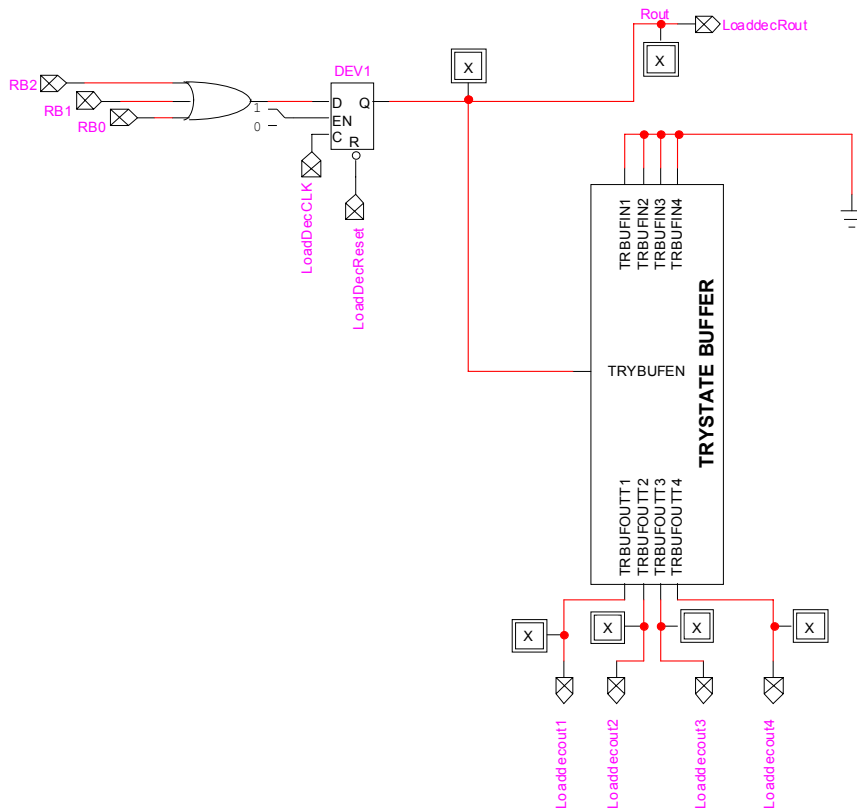 Rout
LoaddecRout
X
X
DEV1
RB2
RB1
RB0
1
0
D
Q
EN
C
R
LoadDecCLK
LoadDecReset
TRBUFIN1
TRBUFIN2
TRBUFIN3
TRBUFIN4
TRYBUFEN
TRYSTATE BUFFER
TRBUFOUTT1
TRBUFOUTT2
TRBUFOUTT3
TRBUFOUTT4
X
X
X
X
Loaddecout1
Loaddecout2
Loaddecout3
Loaddecout4